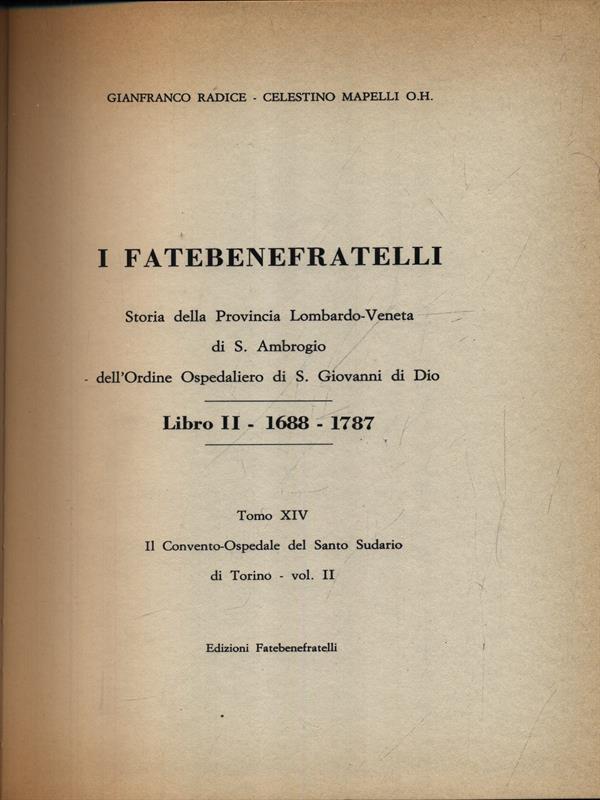 GIANFRANCO RADICE - CELESTINO MAPELLI O.H.
I FATEBENEFRATELLI
Storia della Provincia Lombardo-Veneta
di S. Ambrogio
dell'Ordine Ospedaliero di S. Giovanni di Dio
Libro II - 1688 - 1787
Tomo XIV
Il Convento-Ospedale del Santo Sudario
di Torino - vol. II
Edizioni Fatebenefratelli